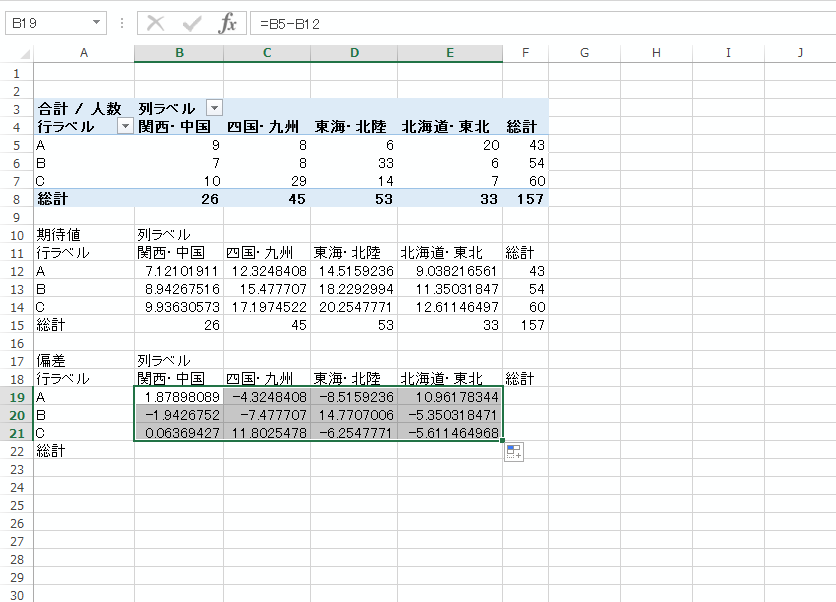 B19 fx =B5-B12
A B C D E F G H I J
1
2
3 合計 / 人数 列ラベル
4 行ラベル 関西・中国 四国・九州 東海・北陸 北海道・東北 総計
5 A 9 8 6 20 43
6 B 7 8 33 6 54
7 C 10 29 14 7 60
8 総計 26 45 53 33 157
9
10 期待値 列ラベル
11 行ラベル 関西・中国 四国・九州 東海・北陸 北海道・東北 総計
12 A 7.12101911 12.3248408 14.5159236 9.038216561 43
13 B 8.94267516 15.477707 18.2292994 11.35031847 54
14 C 9.93630573 17.1974522 20.2547771 12.61146497 60
15 総計 26 45 53 33 157
16
17 偏差 列ラベル
18 行ラベル 関西・中国 四国・九州 東海・北陸 北海道・東北 総計
19 A 1.87898089 -4.3248408 -8.5159236 10.96178344
20 B -1.9426752 -7.477707 14.7707006 -5.350318471
21 C 0.06369427 11.8025478 -6.2547771 -5.611464968
22 総計
23
24
25
26
27
28
29
30